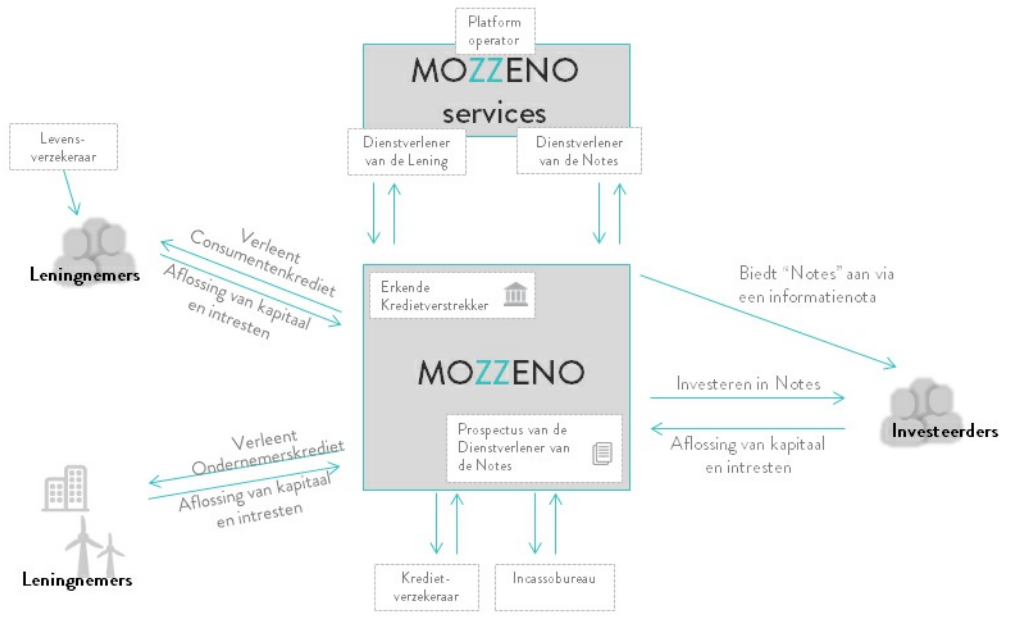 Platform
operator
MOZZENO
services
Dienstverlener
van de Lening
Dienstverlener
van de Notes
Levens-
verzekeraar
Leningnemers
Verleent
Consumentenkrediet
Aflossing van kapitaal
en intresten
Erkende
Kredietverstrekker
MOZZENO
Prospectus van de
Dienstverlener van
de Notes
Biedt “Notes” aan via
een informatienota
Investeren in Notes
Aflossing van kapitaal
en intresten
Investeerders
Verleent
Ondernemerskrediet
Aflossing van kapitaal
en intresten
Leningnemers
Krediet-
verzekeraar
Incassobureau